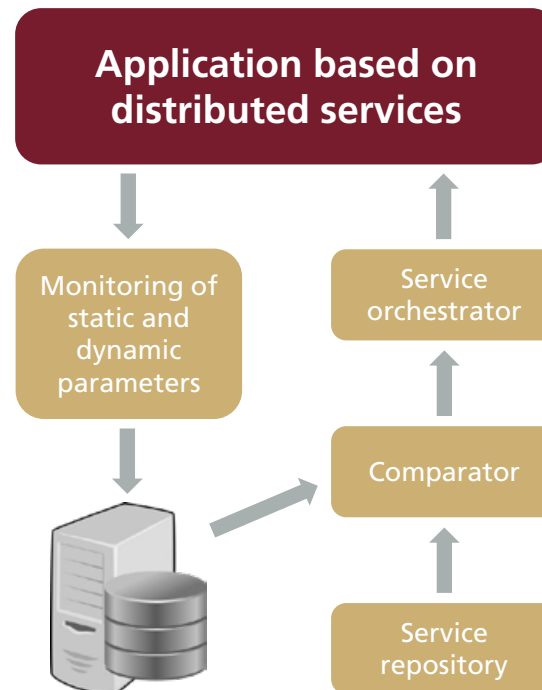 Application based on
distributed services
Monitoring of
static and
dynamic
parameters
Service
orchestrator
Comparator
Service
repository